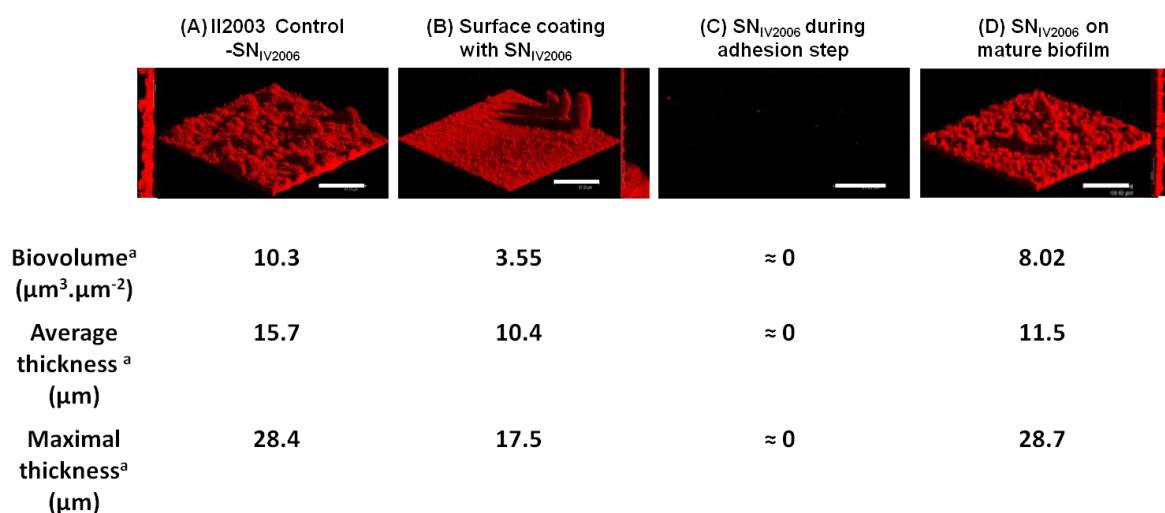 (A) II2003 Control
-SNIV2006
(B) Surface coating
with SNIV2006
(C) SNIV2006 during
adhesion step
(D) SNIV2006 on
mature biofilm
Biovolumeª
(µm³.µm⁻²)
10.3
3.55
≈ 0
8.02
Average
thickness ª
(µm)
15.7
10.4
≈ 0
11.5
Maximal
thicknessª
(µm)
28.4
17.5
≈ 0
28.7